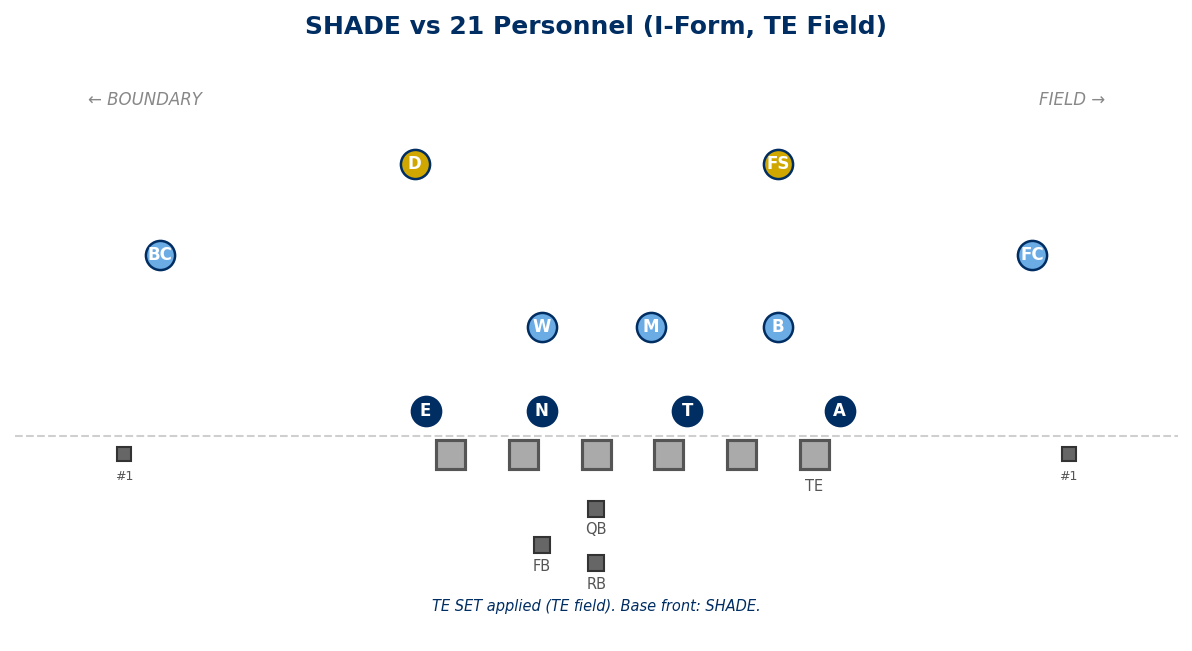 SHADE vs 21 Personnel (I-Form, TE Field)
← BOUNDARY
FIELD →
D
FS
BC
FC
W
M
B
E
N
T
A
#1
#1
TE
QB
FB
RB
TE SET applied (TE field). Base front: SHADE.